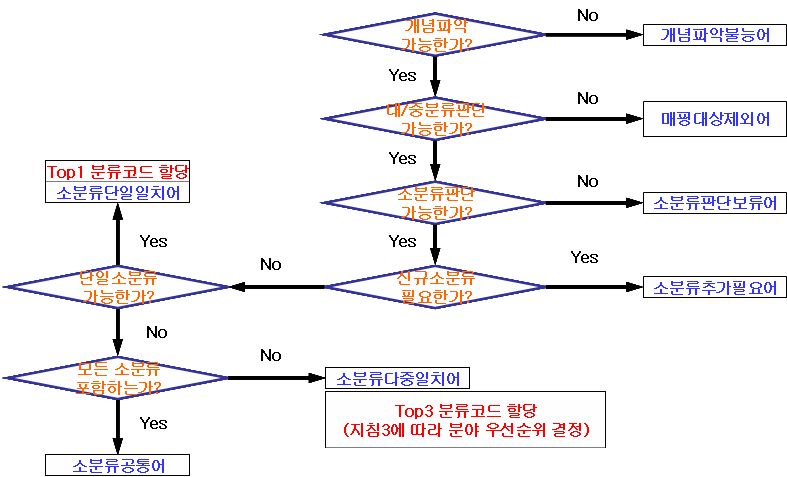 개념파악
가능한가?
No
개념파악불능어
Yes
대/중분류판단
가능한가?
No
매핑대상제외어
Yes
소분류판단
가능한가?
No
소분류판단보류어
Yes
신규소분류
필요한가?
Yes
소분류추가필요어
No
단일소분류
가능한가?
Yes
Top1 분류코드 할당
소분류단일일치어
No
모든 소분류
포함하는가?
No
소분류다중일치어
Top3 분류코드 할당
(지침3에 따라 분야 우선순위 결정)
Yes
소분류공통어